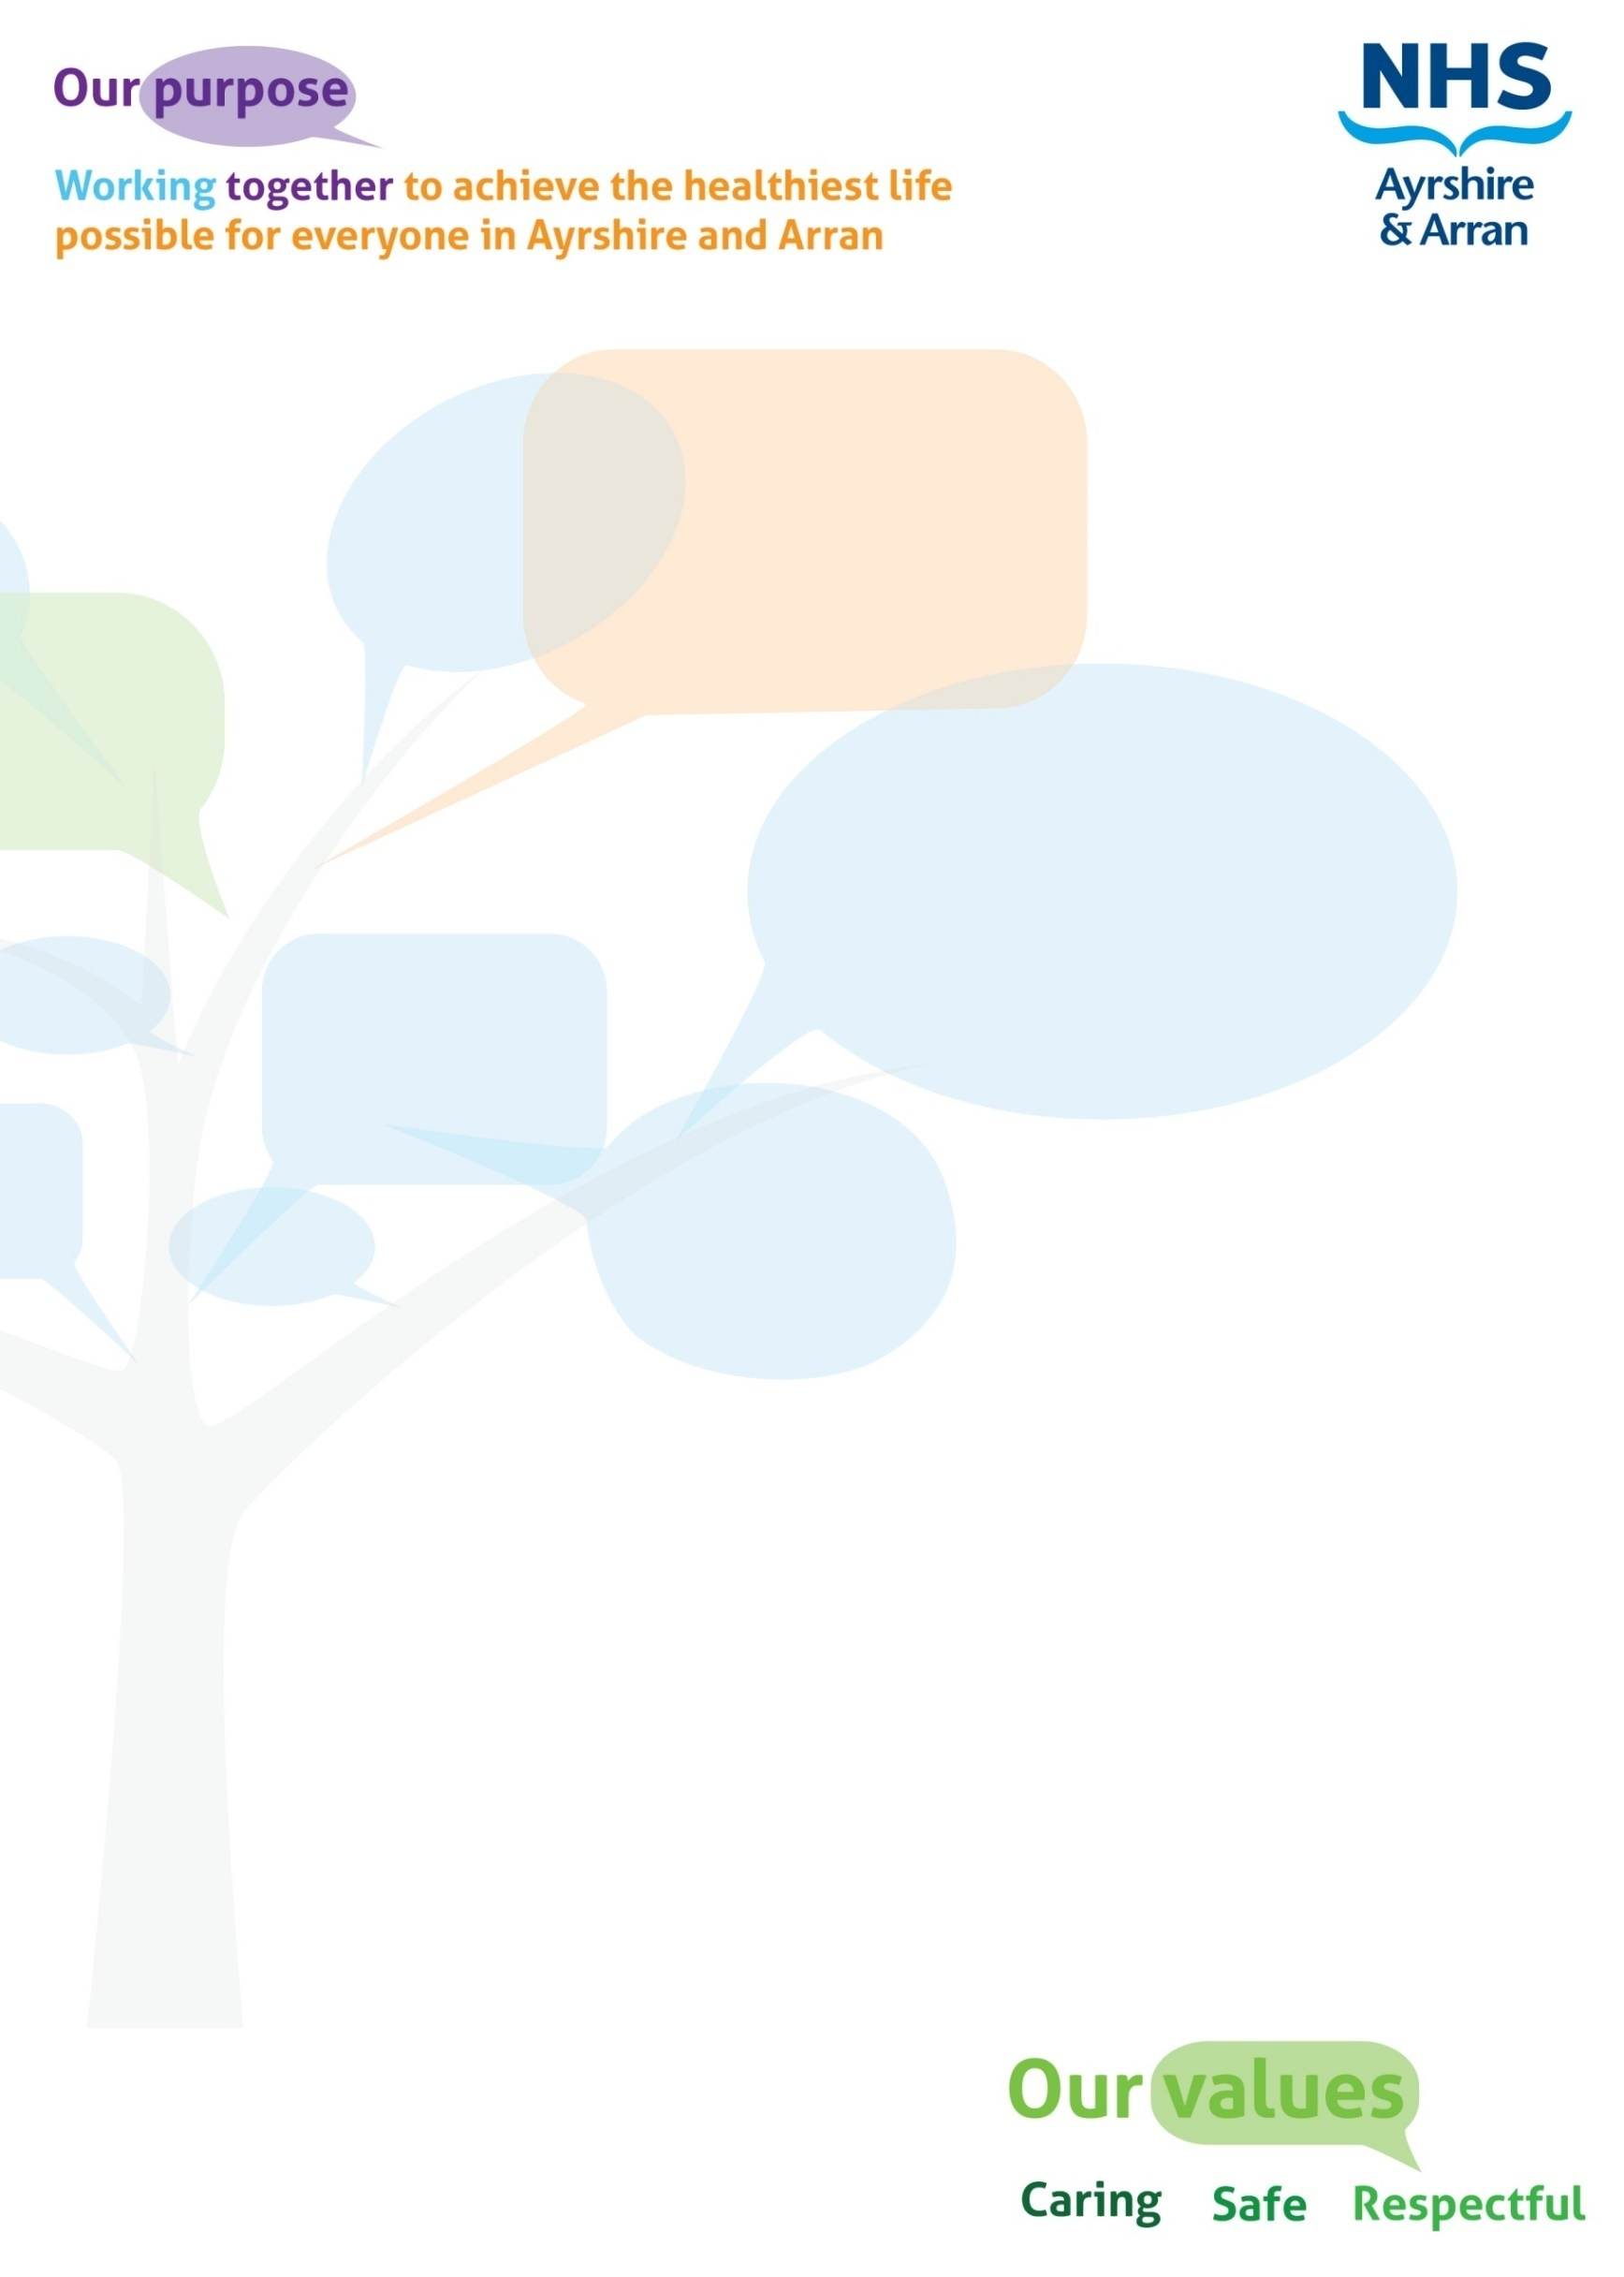 Our purpose
NHS
Working together to achieve the healthiest life
possible for everyone in Ayrshire and Arran
Ayrshire
& Arran
Our values
Caring Safe Respectful